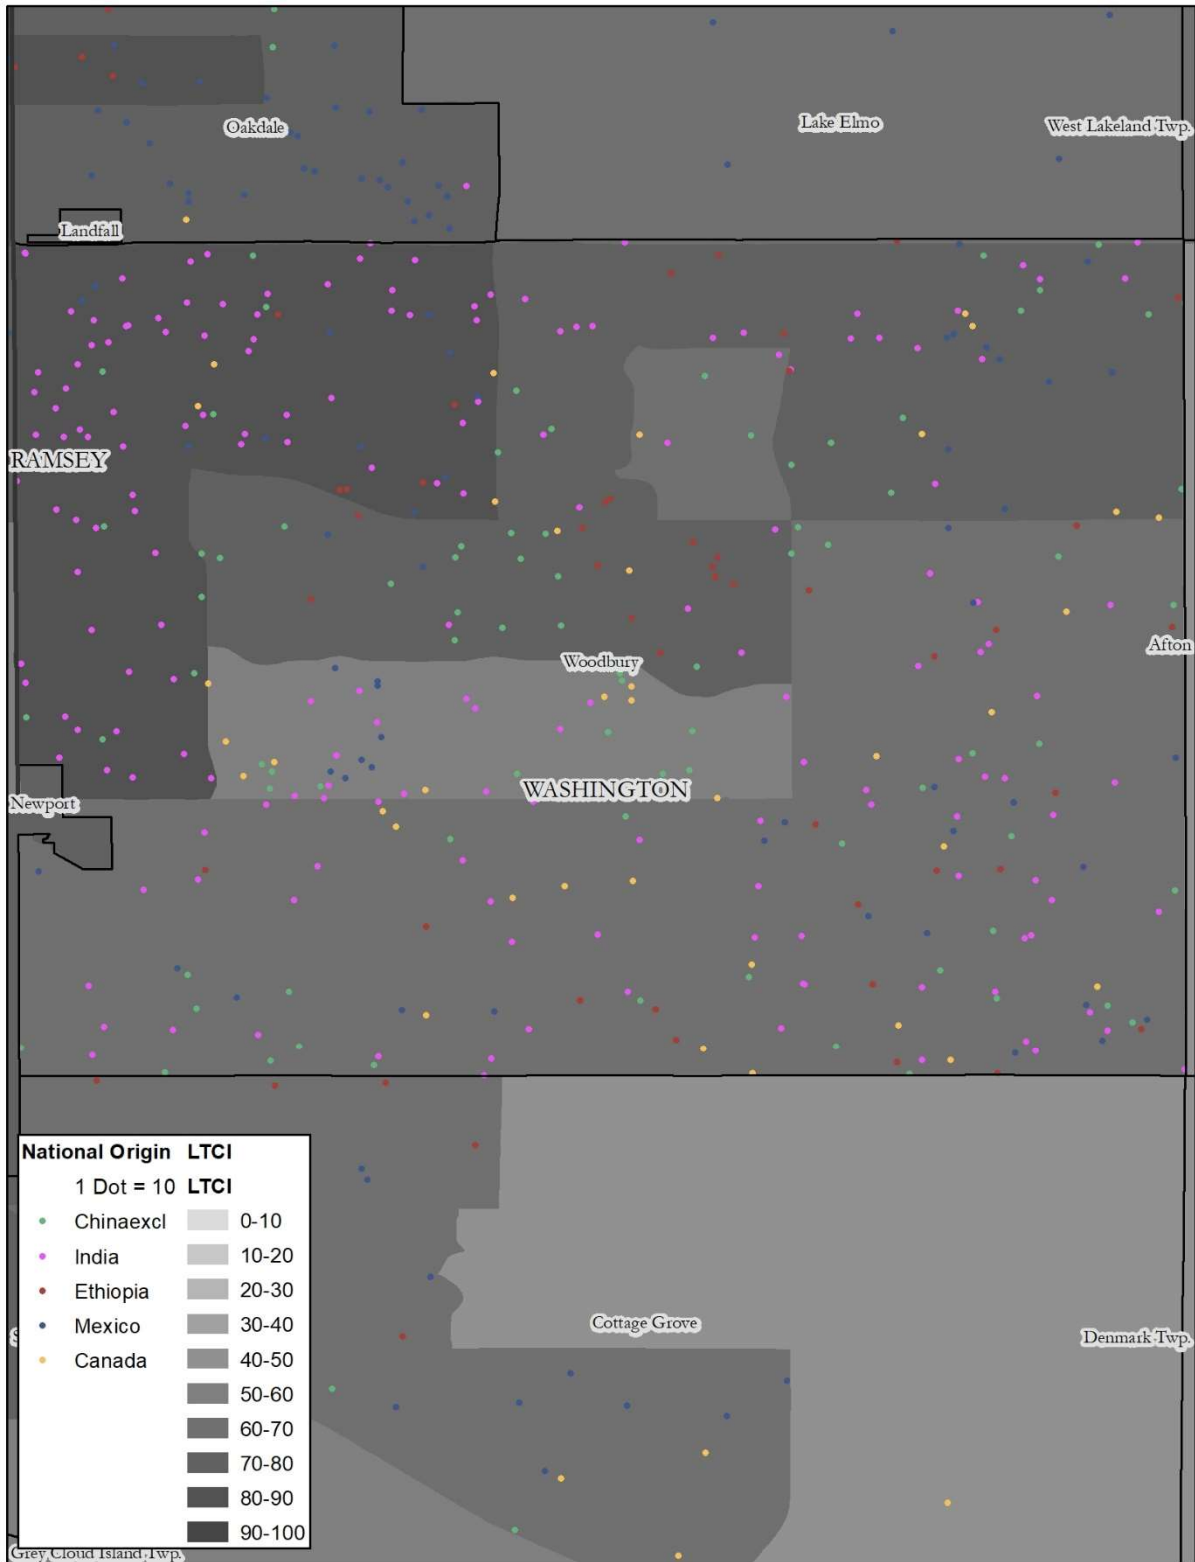 Oakdale
Lake Elmo
West Lakeland Twp.
Landfall
RAMSEY
Woodbury
Afton
WASHINGTON
Newport
National Origin LTCI
1 Dot = 10 LTCI
Chinaexcl 0-10
India 10-20
Ethiopia 20-30
Mexico 30-40
Canada 40-50
50-60
60-70
70-80
80-90
90-100
Cottage Grove
Denmark Twp.
Grey Cloud Island Twp.